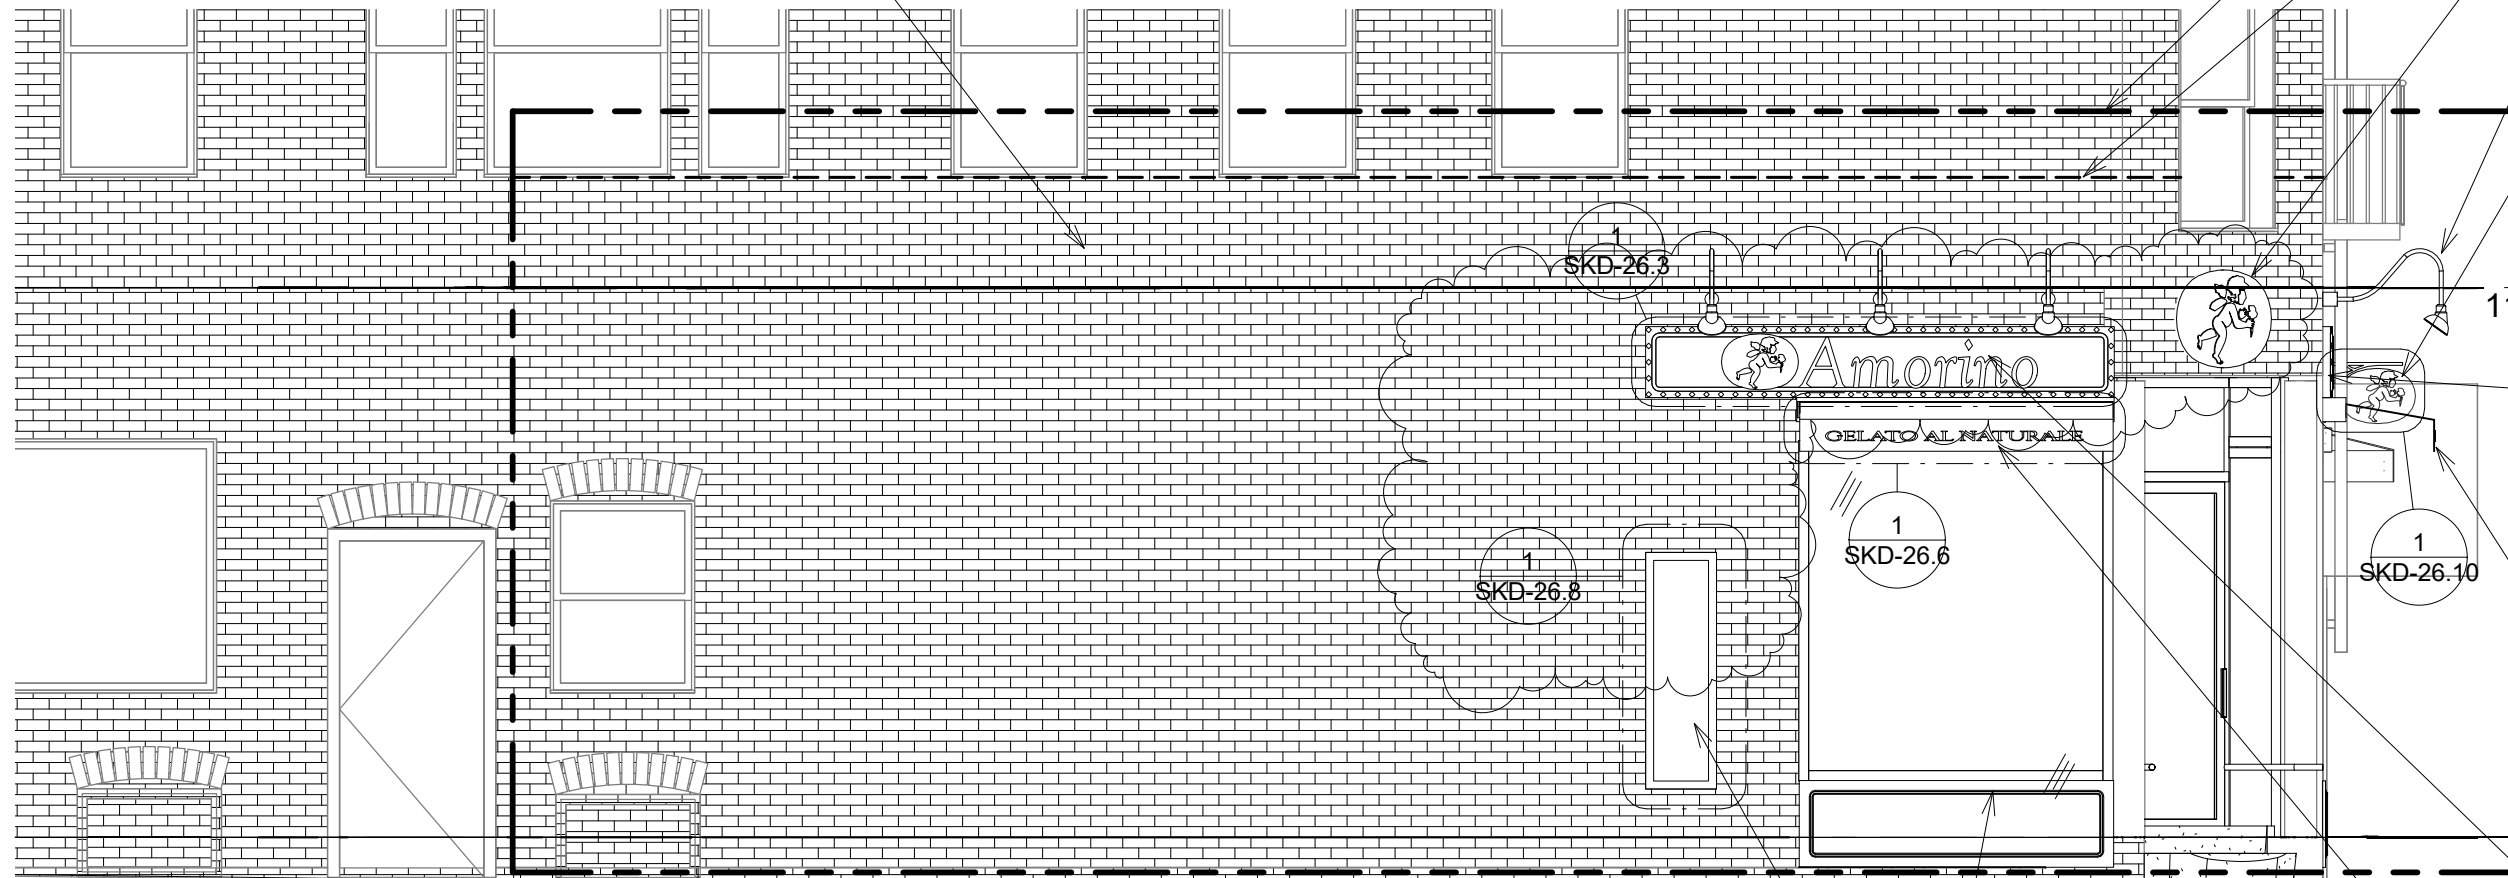 1
SKD-26.3
Amorino
GELATO AL NATURALE
1
SKD-26.6
1
SKD-26.8
1
SKD-26.10